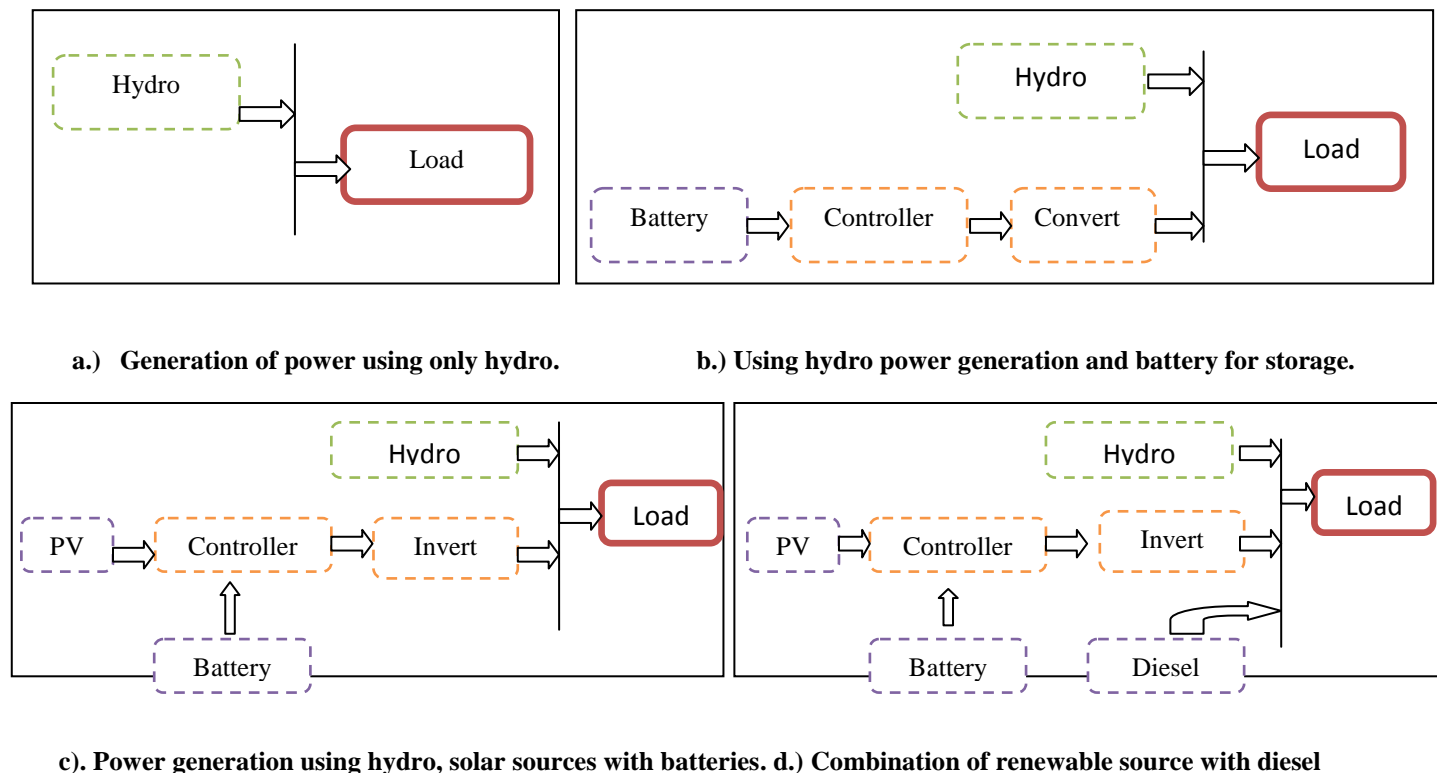 Hydro
Load
Hydro
Load
Battery Controller Convert
a.) Generation of power using only hydro. b.) Using hydro power generation and battery for storage.
Hydro
Load
PV Controller Invert
Battery
Hydro
Load
PV Controller Invert
Battery Diesel
c). Power generation using hydro, solar sources with batteries. d.) Combination of renewable source with diesel